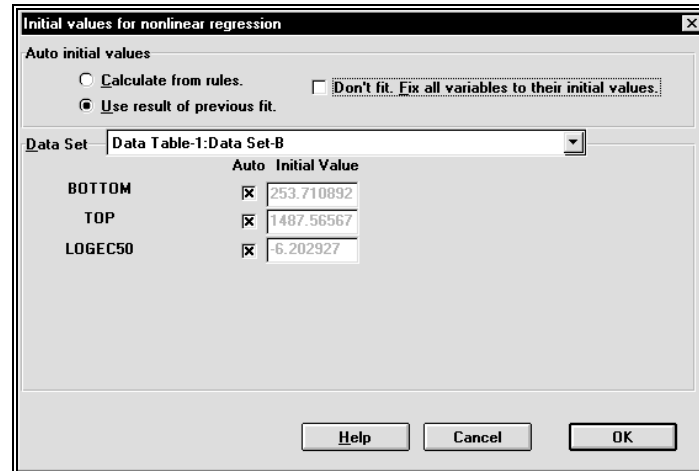 Initial values for nonlinear regression
Auto initial values
Calculate from rules.
Don't fit. Fix all variables to their initial values.
Use result of previous fit.
Data Set Data Table-1:Data Set-B
Auto Initial Value
BOTTOM 253.710892
TOP 1487.56567
LOGEC50 -6.202927
Help Cancel OK